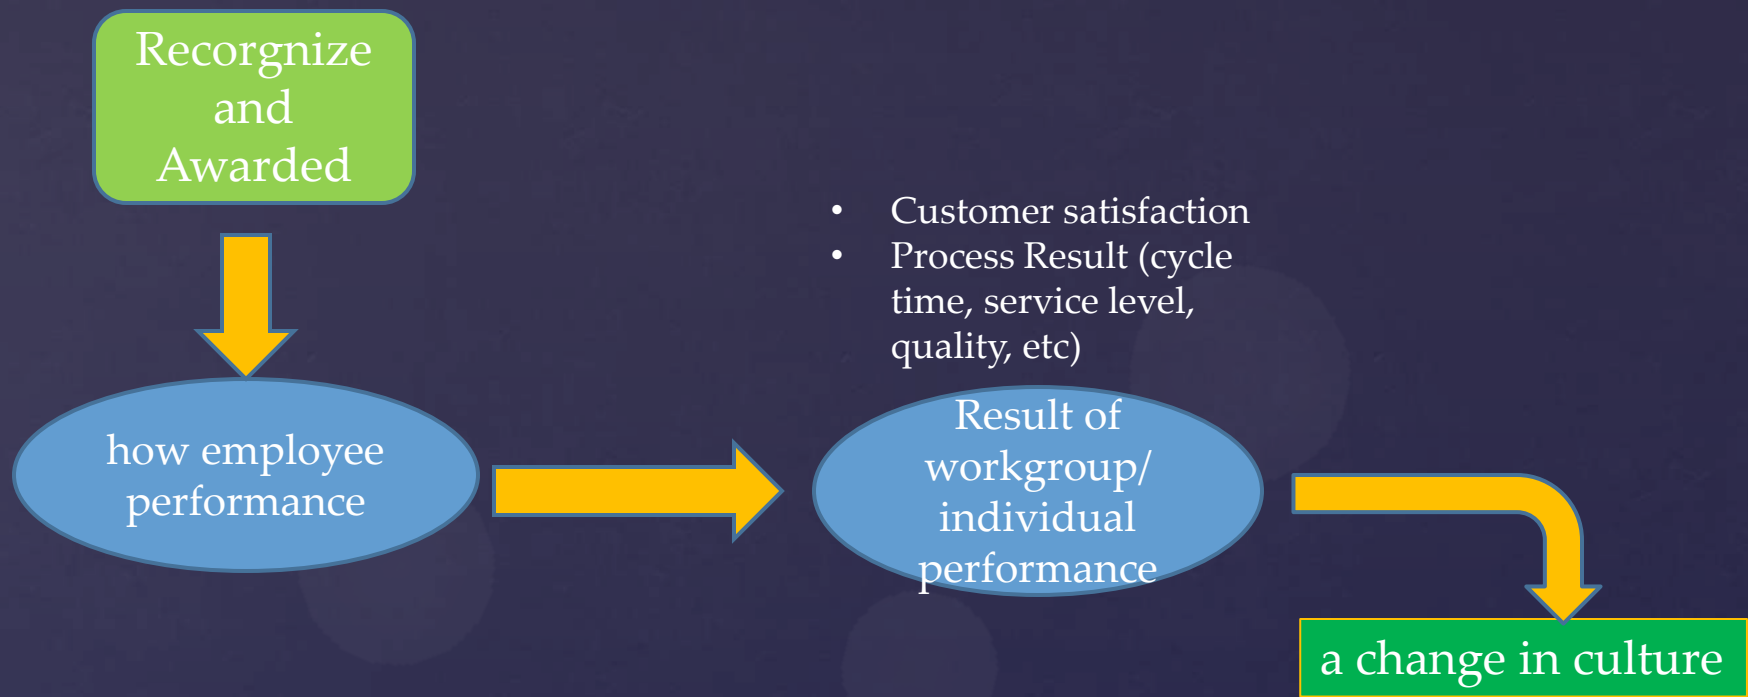 Recorgnize
and
Awarded
• Customer satisfaction
• Process Result (cycle
time, service level,
quality, etc)
how employee
performance
Result of
workgroup/
individual
performance
a change in culture